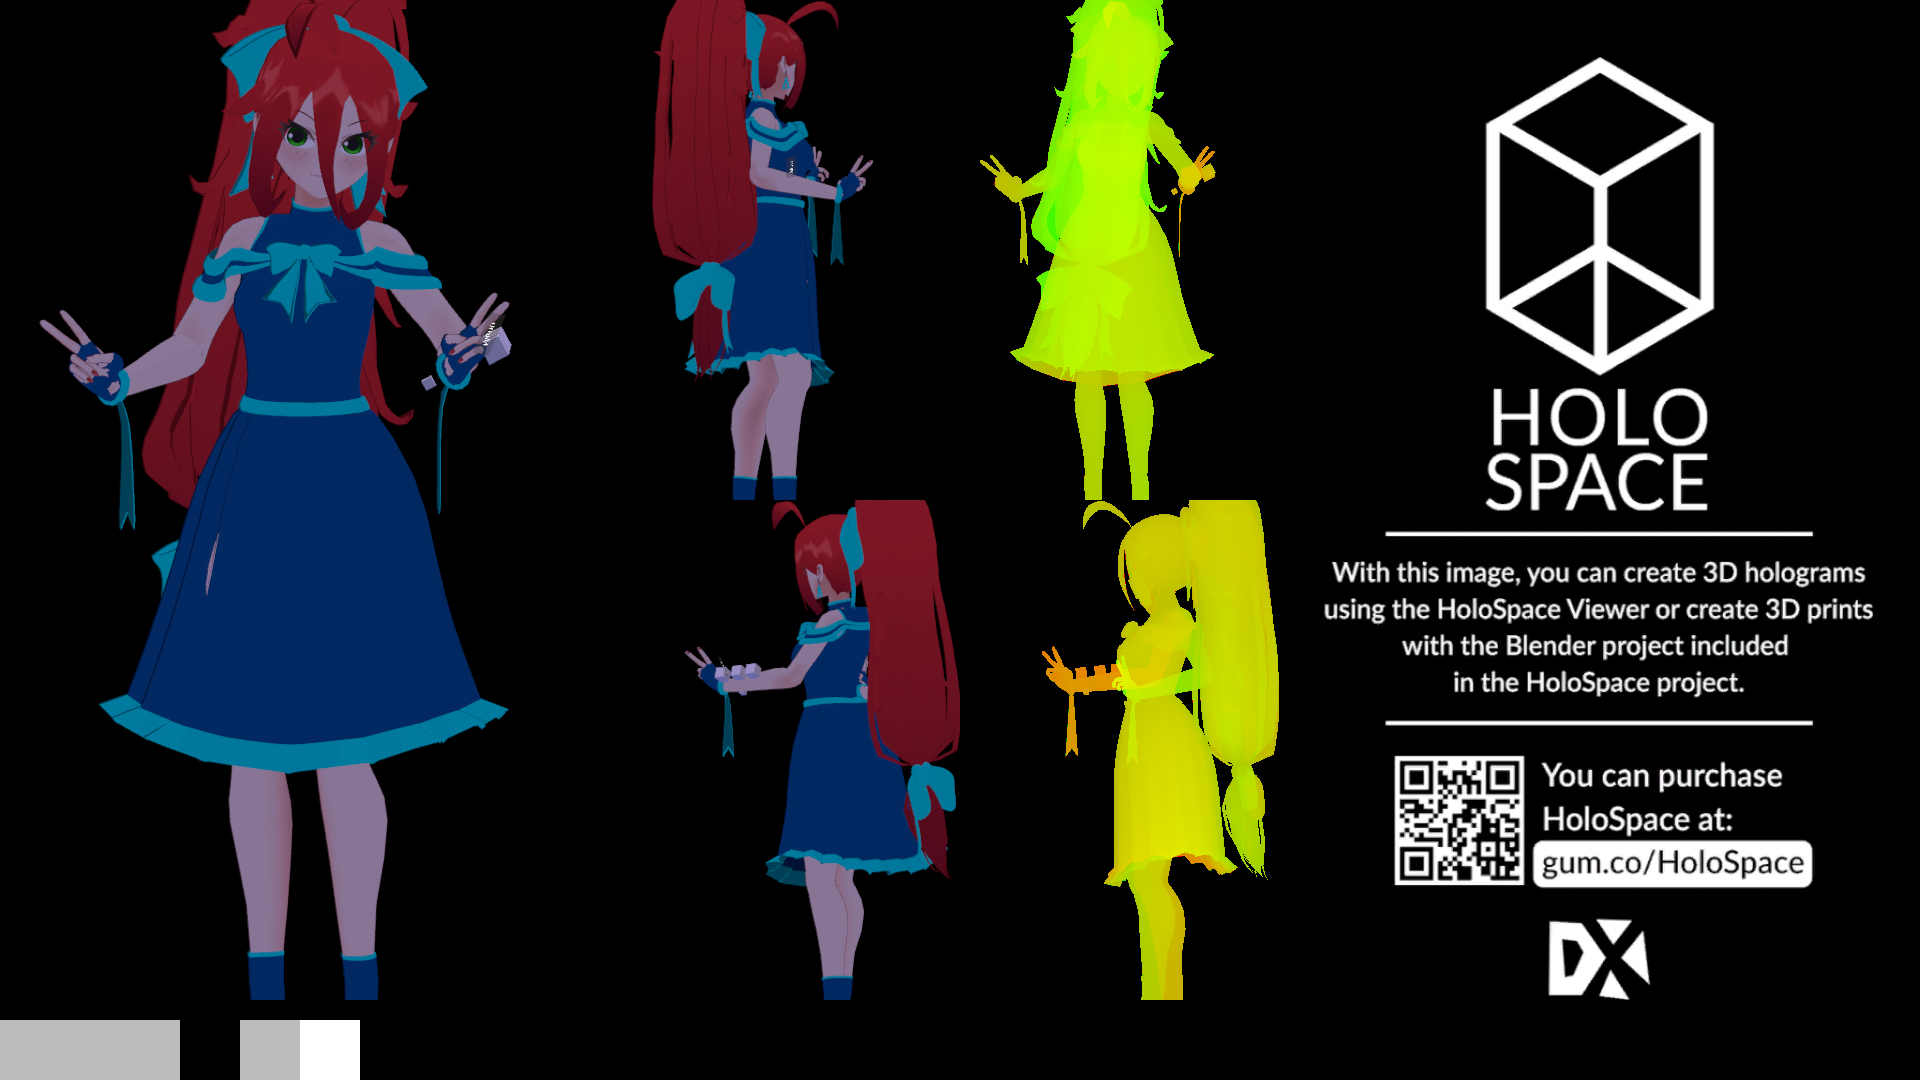 HOLO
SPACE
With this image, you can create 3D holograms
using the HoloSpace Viewer or create 3D prints
with the Blender project included
in the HoloSpace project.
You can purchase
HoloSpace at:
gum.co/HoloSpace
DX